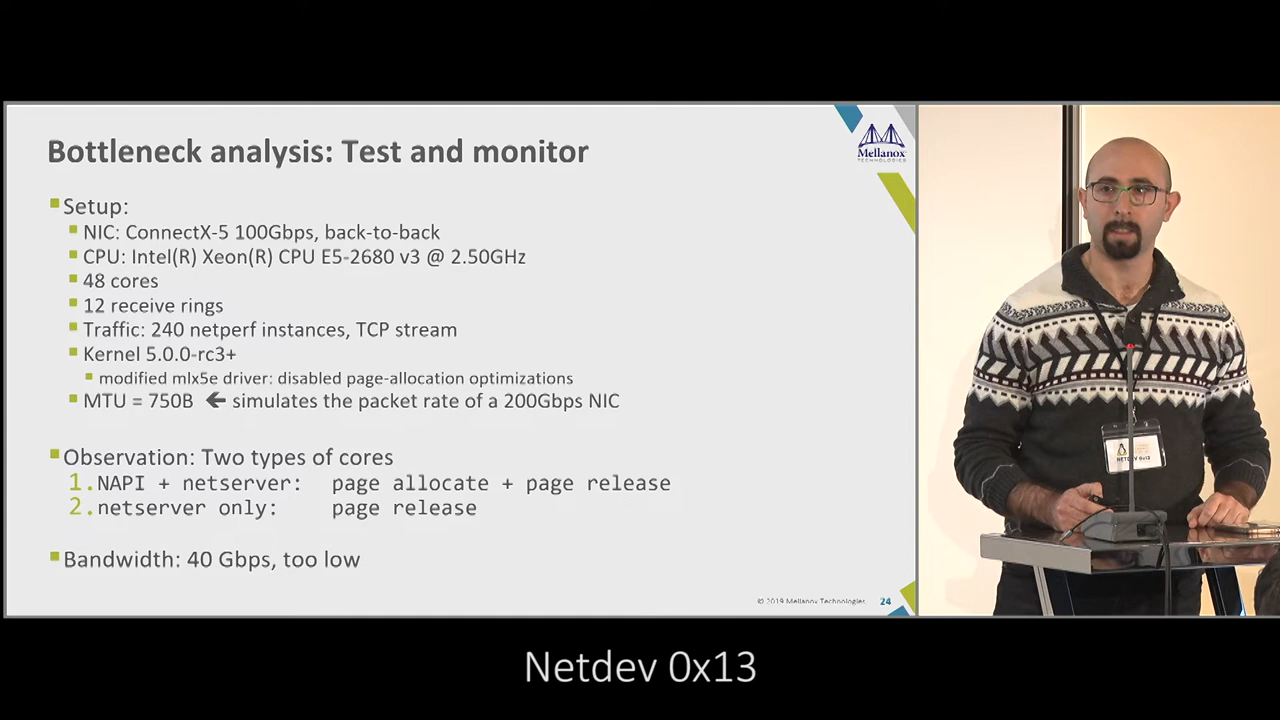 Bottleneck analysis: Test and monitor
Mellanox
TECHNOLOGIES
Setup:
NIC: ConnectX-5 100Gbps, back-to-back
CPU: Intel(R) Xeon(R) CPU E5-2680 v3 @ 2.50GHz
48 cores
12 receive rings
Traffic: 240 netperf instances, TCP stream
Kernel 5.0.0-rc3+
modified mlx5e driver: disabled page-allocation optimizations
MTU = 750B ← simulates the packet rate of a 200Gbps NIC
Observation: Two types of cores
1. NAPI + netserver: page allocate + page release
2. netserver only: page release
Bandwidth: 40 Gbps, too low
© 2019 Mellanox Technologies 24
NETDEV 0x13
Netdev 0x13